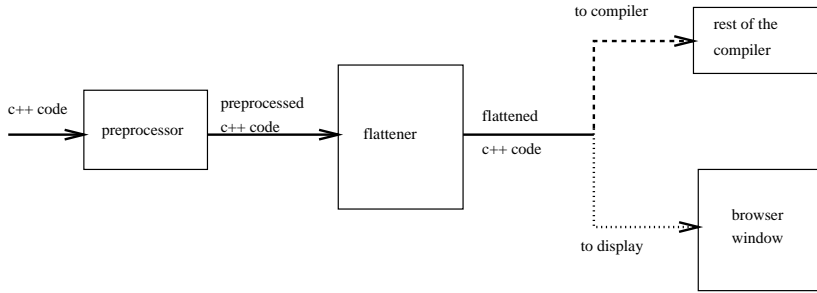 to compiler
rest of the
compiler
c++ code
preprocessor
preprocessed
c++ code
flattener
flattened
c++ code
browser
window
to display